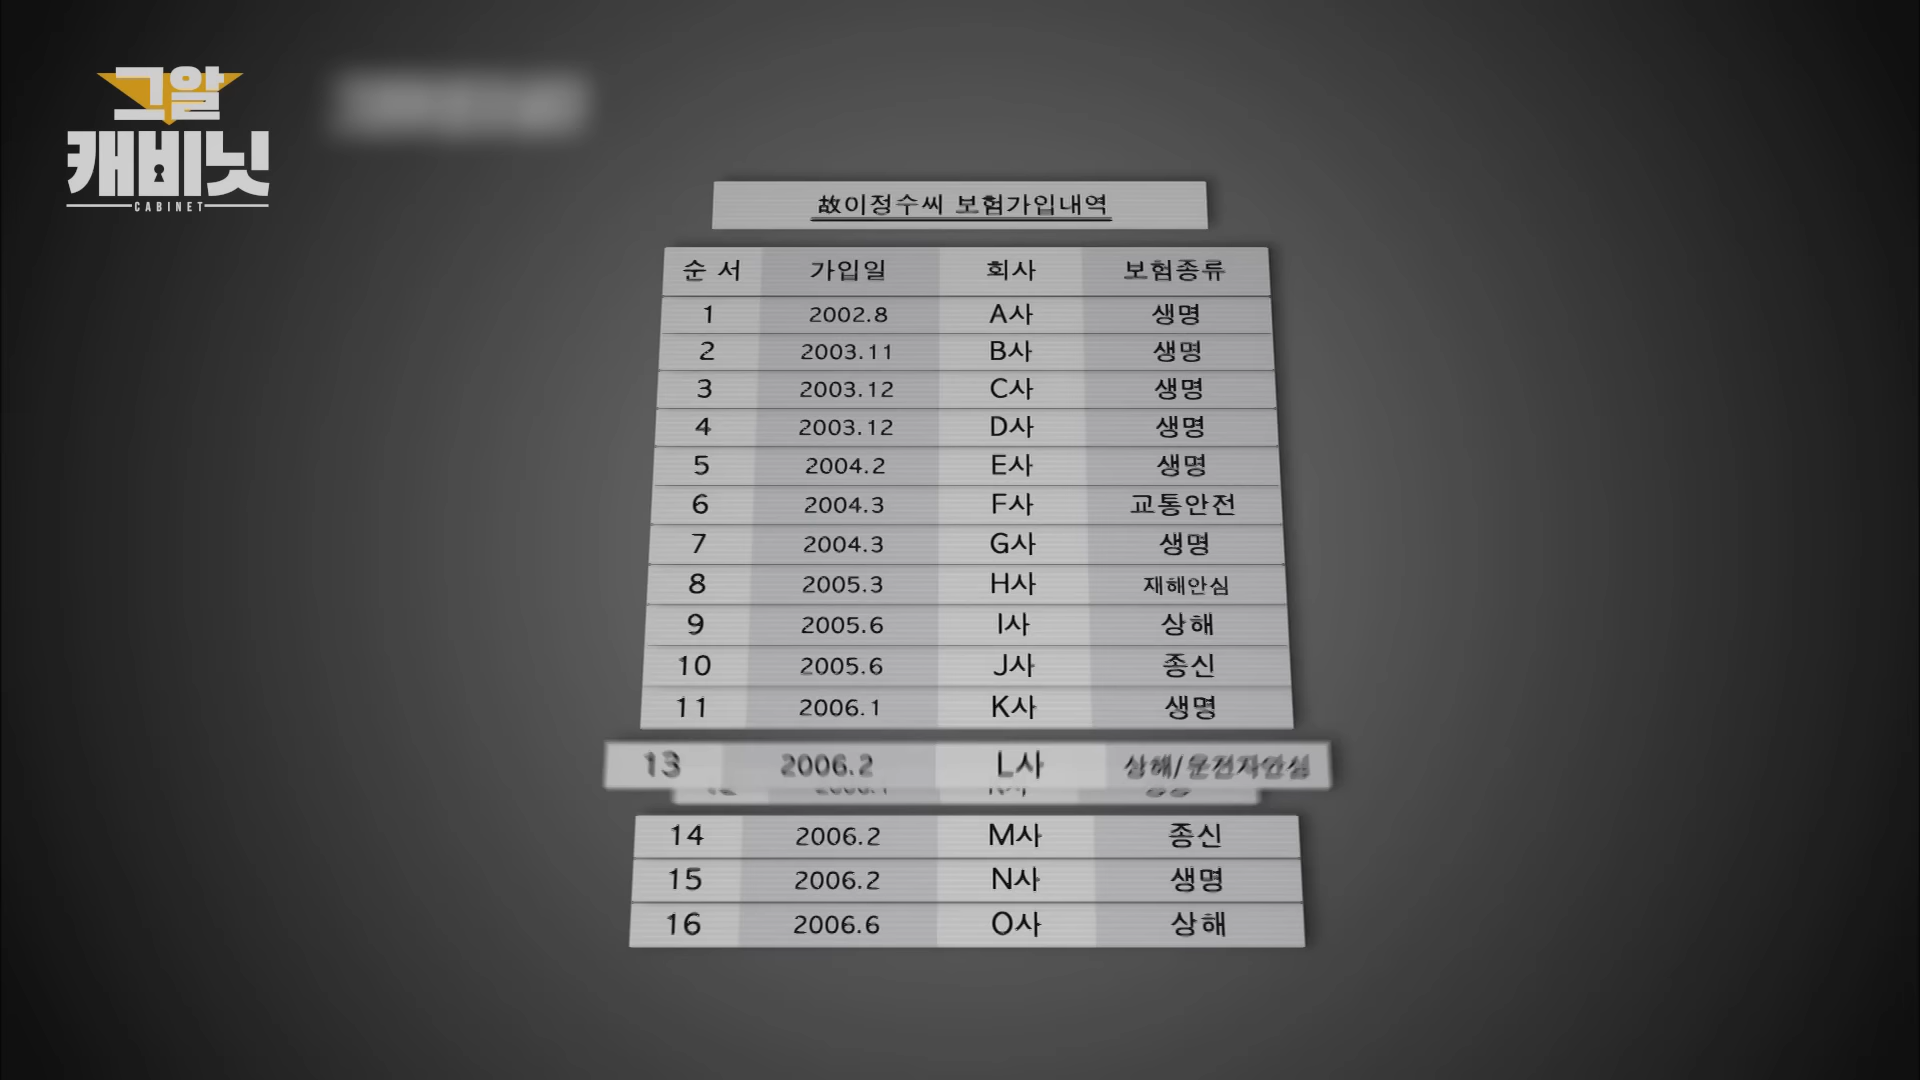 그알
캐비닛
CABINET
故이정수씨 보험가입내역
순 서 가입일 회사 보험종류
1 2002.8 A사 생명
2 2003.11 B사 생명
3 2003.12 C사 생명
4 2003.12 D사 생명
5 2004.2 E사 생명
6 2004.3 F사 교통안전
7 2004.3 G사 생명
8 2005.3 H사 재해안심
9 2005.6 I사 상해
10 2005.6 J사 종신
11 2006.1 K사 생명
13 2006.2 L사 상해/운전자안심
14 2006.2 M사 종신
15 2006.2 N사 생명
16 2006.6 O사 상해